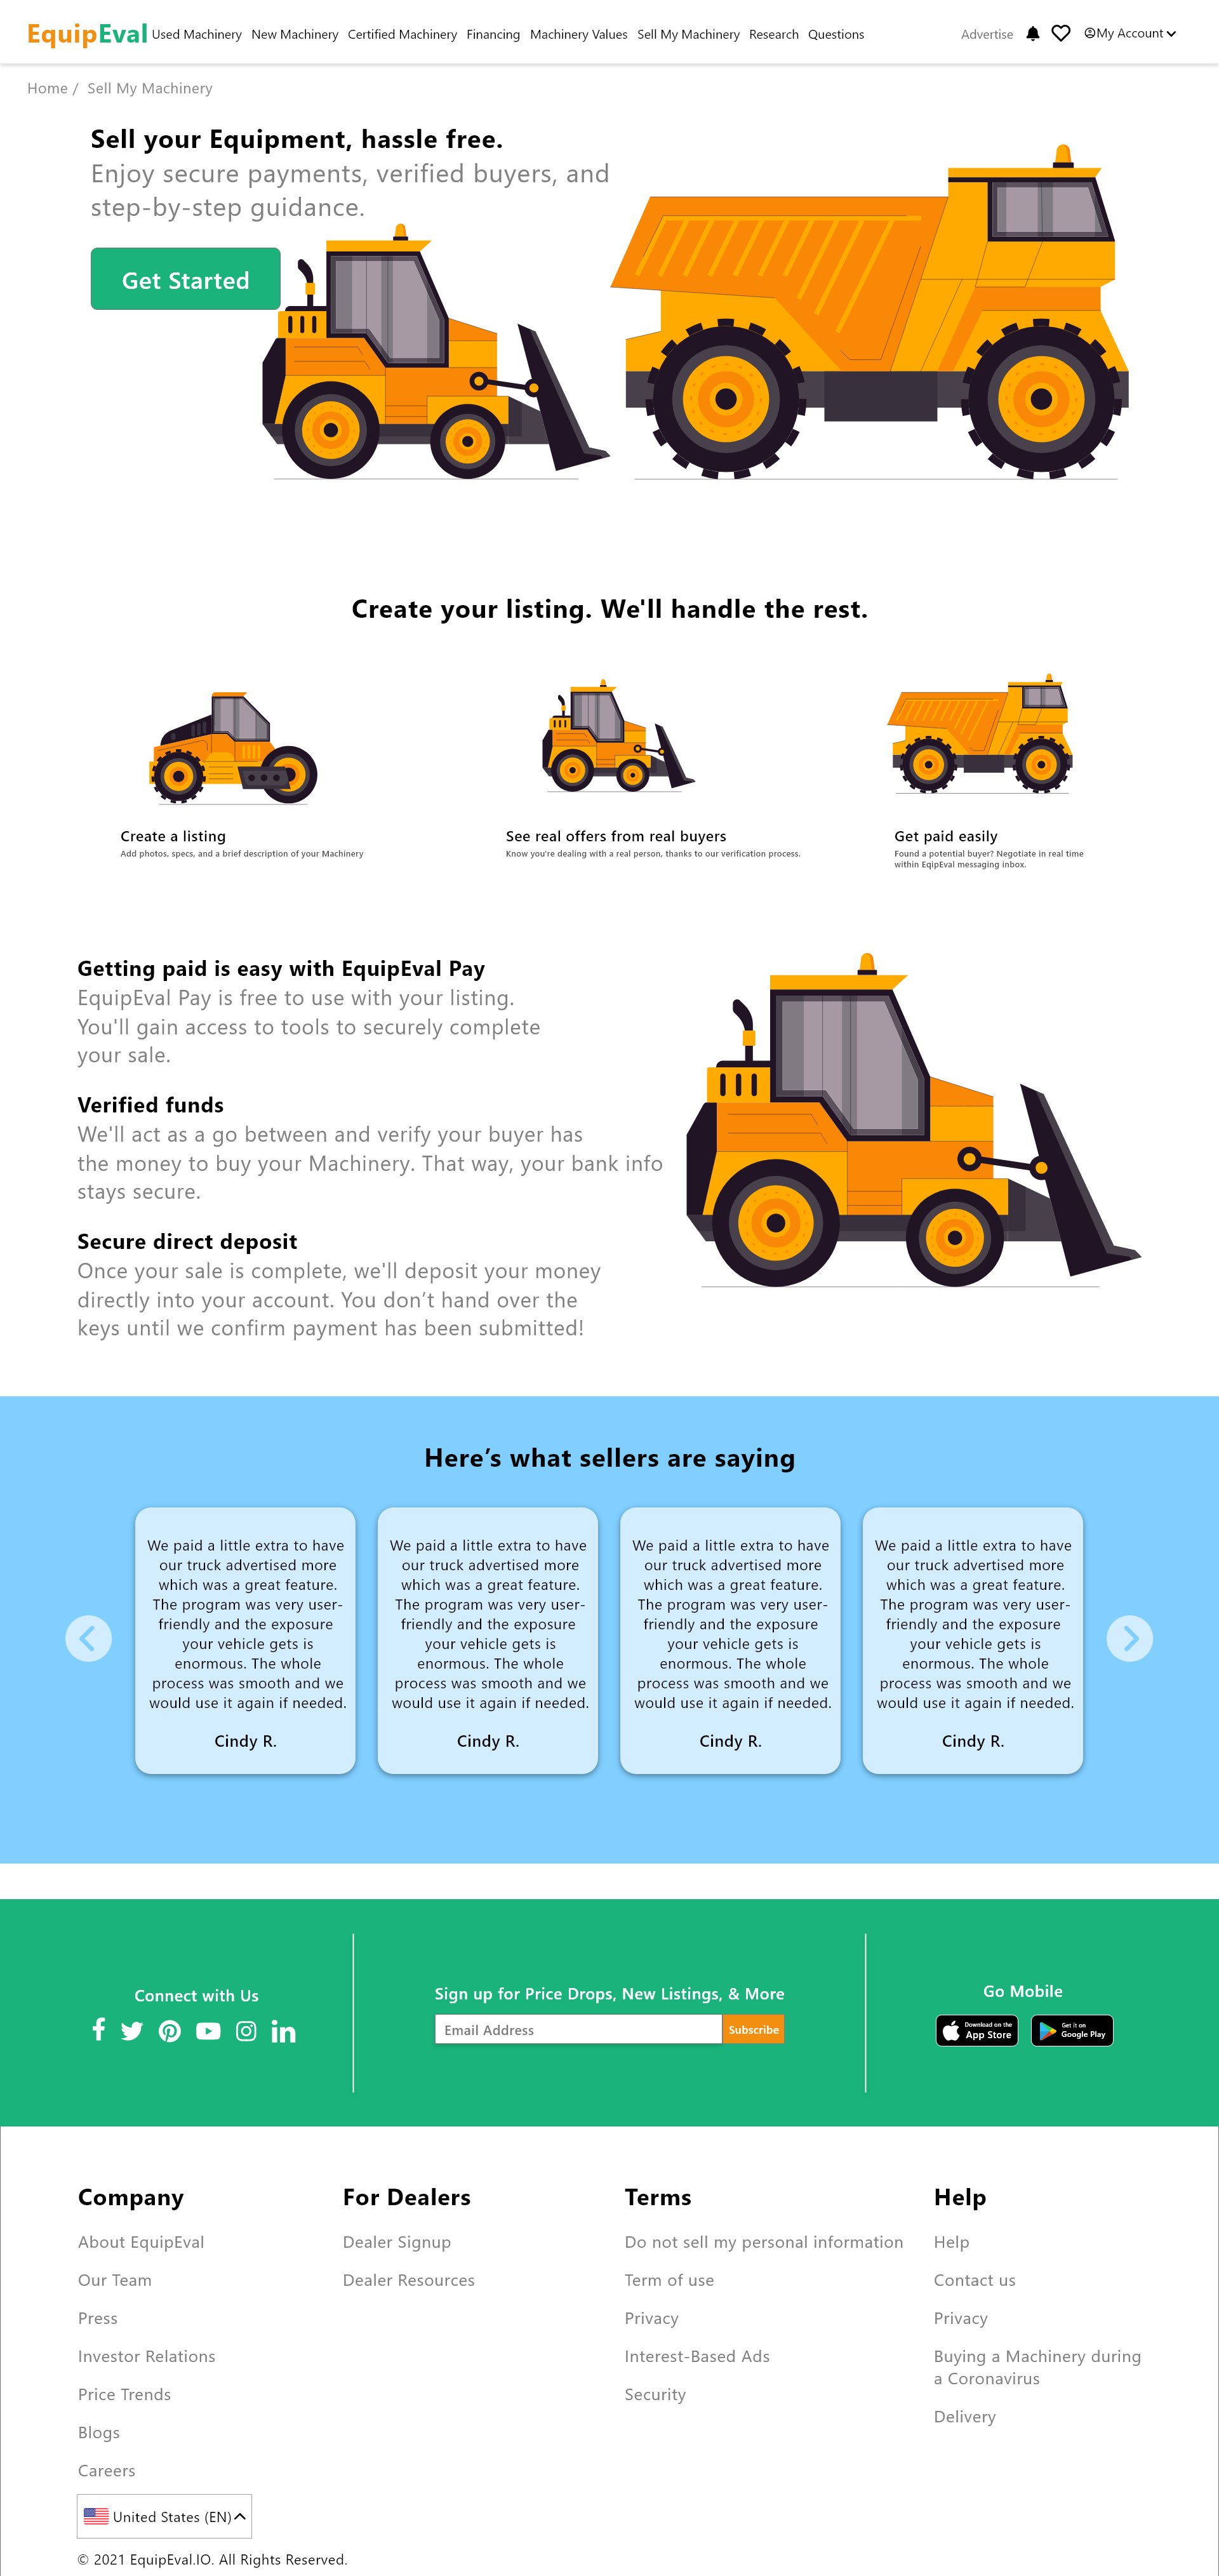 EquipEval Used Machinery New Machinery Certified Machinery Financing Machinery Values Sell My Machinery Research Questions Advertise My Account
Home / Sell My Machinery
Sell your Equipment, hassle free.
Enjoy secure payments, verified buyers, and
step-by-step guidance.
Get Started
Create your listing. We'll handle the rest.
Create a listing
Add photos, specs, and a brief description of your Machinery
See real offers from real buyers
Know you're dealing with a real person, thanks to our verification process.
Get paid easily
Found a potential buyer? Negotiate in real time
within EqipEval messaging inbox.
Getting paid is easy with EquipEval Pay
EquipEval Pay is free to use with your listing.
You'll gain access to tools to securely complete
your sale.
Verified funds
We'll act as a go between and verify your buyer has
the money to buy your Machinery. That way, your bank info
stays secure.
Secure direct deposit
Once your sale is complete, we'll deposit your money
directly into your account. You don’t hand over the
keys until we confirm payment has been submitted!
Here’s what sellers are saying
We paid a little extra to have
our truck advertised more
which was a great feature.
The program was very user-
friendly and the exposure
your vehicle gets is
enormous. The whole
process was smooth and we
would use it again if needed.
Cindy R.
We paid a little extra to have
our truck advertised more
which was a great feature.
The program was very user-
friendly and the exposure
your vehicle gets is
enormous. The whole
process was smooth and we
would use it again if needed.
Cindy R.
We paid a little extra to have
our truck advertised more
which was a great feature.
The program was very user-
friendly and the exposure
your vehicle gets is
enormous. The whole
process was smooth and we
would use it again if needed.
Cindy R.
We paid a little extra to have
our truck advertised more
which was a great feature.
The program was very user-
friendly and the exposure
your vehicle gets is
enormous. The whole
process was smooth and we
would use it again if needed.
Cindy R.
Connect with Us
Sign up for Price Drops, New Listings, & More
Email Address
Subscribe
Go Mobile
Download on the
App Store
Get it on
Google Play
Company
About EquipEval
Our Team
Press
Investor Relations
Price Trends
Blogs
Careers
For Dealers
Dealer Signup
Dealer Resources
Terms
Do not sell my personal information
Term of use
Privacy
Interest-Based Ads
Security
Help
Help
Contact us
Privacy
Buying a Machinery during
a Coronavirus
Delivery
United States (EN)
© 2021 EquipEval.IO. All Rights Reserved.